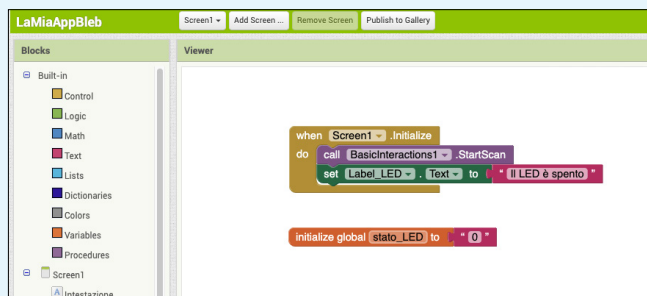 LaMiaAppBleb
Screen1 Add Screen ... Remove Screen Publish to Gallery
Blocks
Viewer
Built-in
Control
Logic
Math
Text
Lists
Dictionaries
Colors
Variables
Procedures
Screen1
Intestazione
when Screen1 .Initialize
do call BasicInteractions1 .StartScan
set Label_LED . Text to " Il LED è spento "
initialize global stato_LED to " 0 "